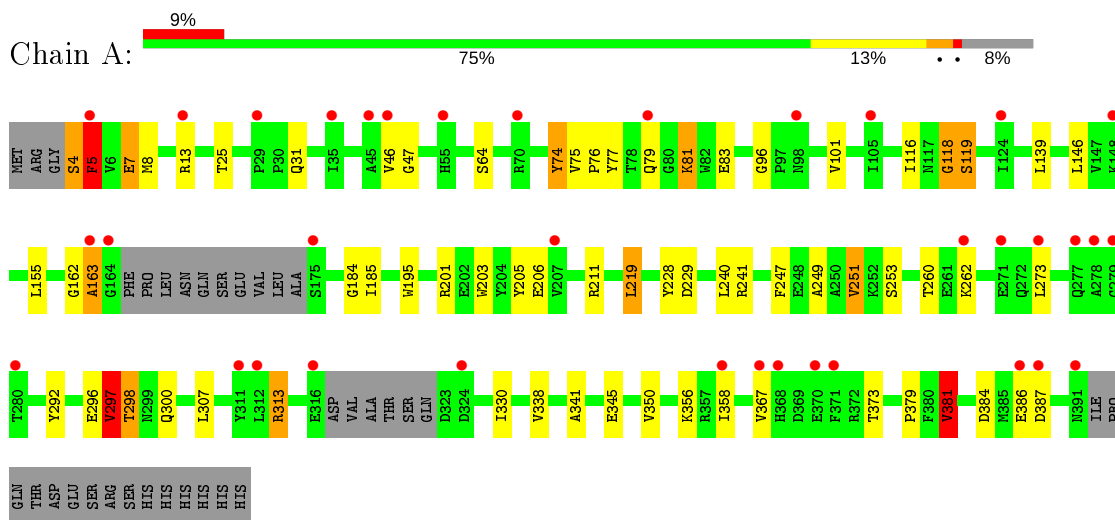 9%
Chain A:
75% 13% • • 8%
MET ARG GLY S4 F5 V6 E7 M8 R13 T25 P29 P30 Q31 I35 A45 V46 G47 H55 S64 R70 Y74 V75 P76 Y77 T78 Q79 G80 K81 W82 E83 G96 P97 N98 V101 I105 I116 N117 G118 S119 I124 L139 L146 V147 K148
L155 G162 A163 G164 PHE PRO LEU ASN GLN SER GLU VAL LEU ALA S175 G184 I185 W195 R201 E202 W203 Y204 Y205 E206 V207 R211 L219 Y228 D229 L240 R241 F247 E248 A249 A250 V251 K252 S253 T260 E261 K262 E271 Q272 L273 Q277 A278 G279
T280 Y292 E296 V297 T298 N299 Q300 L307 Y311 L312 R313 E316 ASP VAL ALA THR SER GLN D323 D324 I330 V338 A341 E345 V350 K356 R357 I358 V367 H368 D369 E370 F371 R372 T373 P379 F380 V381 D384 M385 E386 D387 N391 ILE PRO
GLN THR ASP GLU SER ARG SER HIS HIS HIS HIS HIS HIS